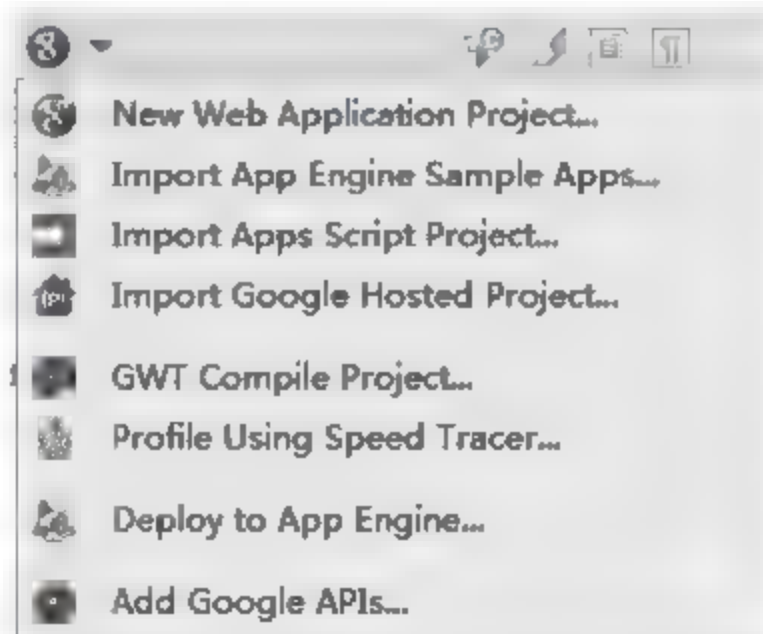 New Web Application Project...
Import App Engine Sample Apps...
Import Apps Script Project...
Import Google Hosted Project...
GWT Compile Project...
Profile Using Speed Tracer...
Deploy to App Engine...
Add Google APIs...